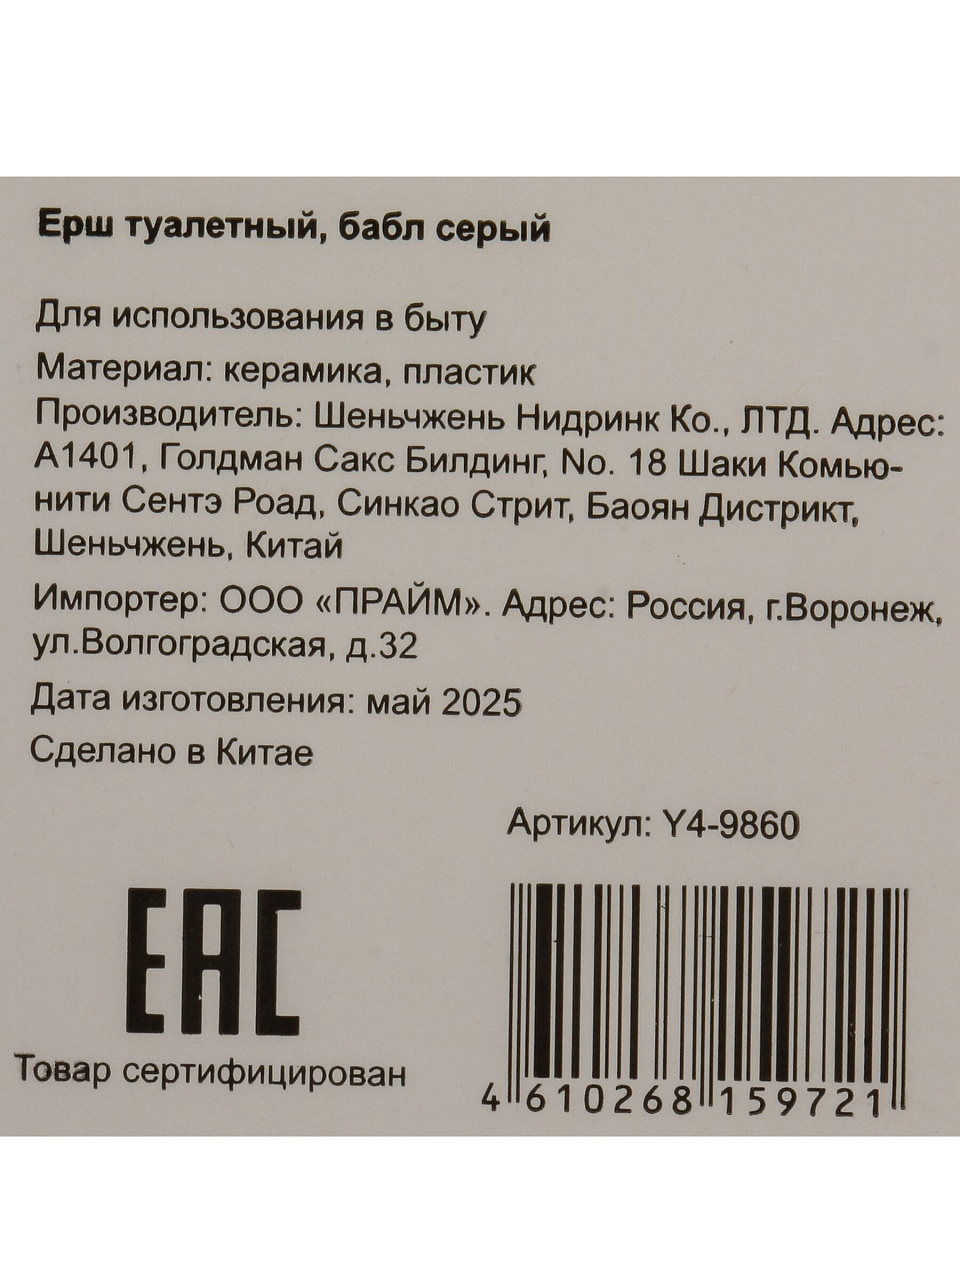 Ерш туалетный, бабл серый
Для использования в быту
Материал: керамика, пластик
Производитель: Шеньчжень Нидринк Ко., ЛТД. Адрес:
А1401, Голдман Сакс Билдинг, No. 18 Шаки Комью-
нити Сентэ Роад, Синкао Стрит, Баоян Дистрикт,
Шеньчжень, Китай
Импортер: ООО «ПРАЙМ». Адрес: Россия, г.Воронеж,
ул.Волгоградская, д.32
Дата изготовления: май 2025
Сделано в Китае
Артикул: Y4-9860
EAC
Товар сертифицирован
4 610268 159721